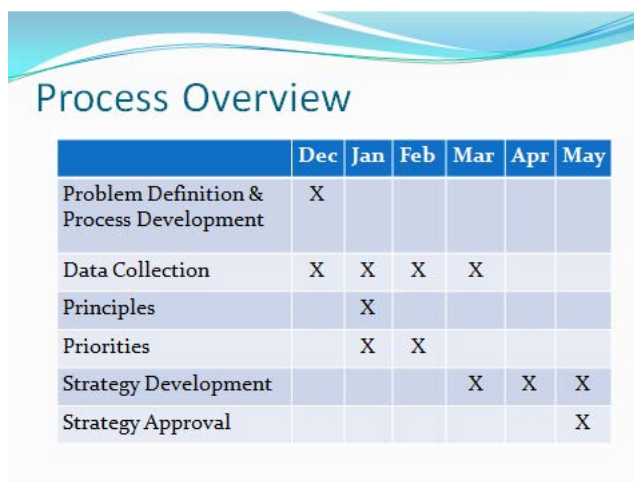 Process Overview
Dec Jan Feb Mar Apr May
Problem Definition & X
Process Development
Data Collection X X X X
Principles X
Priorities X X
Strategy Development X X X
Strategy Approval X